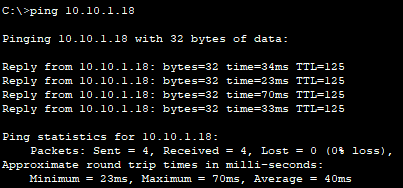 C:\>ping 10.10.1.18
Pinging 10.10.1.18 with 32 bytes of data:
Reply from 10.10.1.18: bytes=32 time=34ms TTL=125
Reply from 10.10.1.18: bytes=32 time=23ms TTL=125
Reply from 10.10.1.18: bytes=32 time=70ms TTL=125
Reply from 10.10.1.18: bytes=32 time=33ms TTL=125
Ping statistics for 10.10.1.18:
Packets: Sent = 4, Received = 4, Lost = 0 (0% loss),
Approximate round trip times in milli-seconds:
Minimum = 23ms, Maximum = 70ms, Average = 40ms